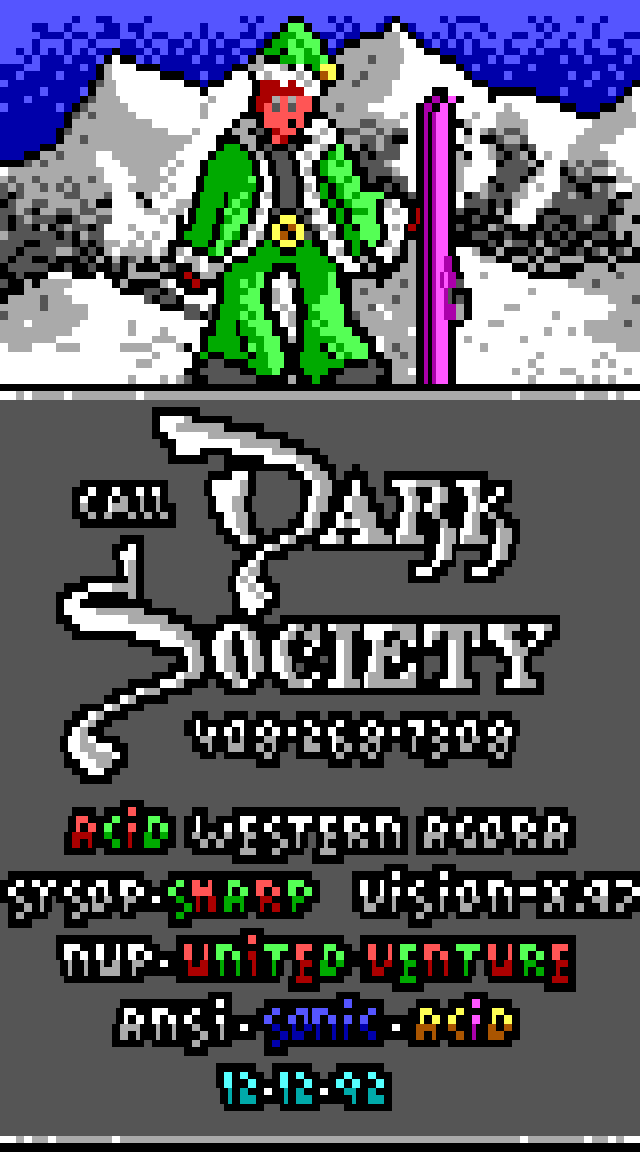 CALL DARK
SOCIETY
408·268·7308
ACiD WESTERN AGORA
SYSOP·SHARP Vision-X.97
NUP·UNiTED VENTURE
ANSi·SONiC·ACiD
12·12·92